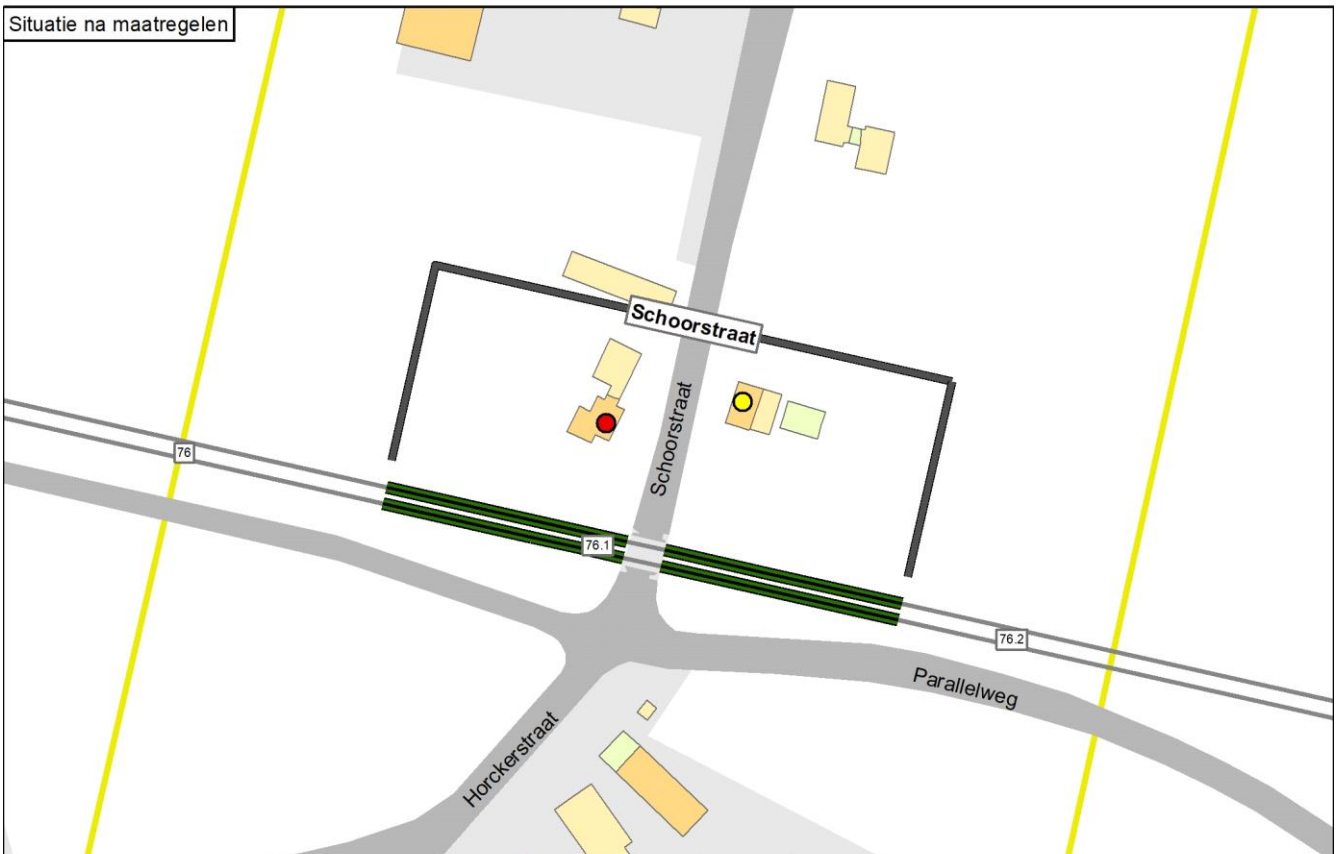 Situatie na maatregelen
Schoorstraat
Schoorstraat
76
76.1
76.2
Parallelweg
Horckerstraat